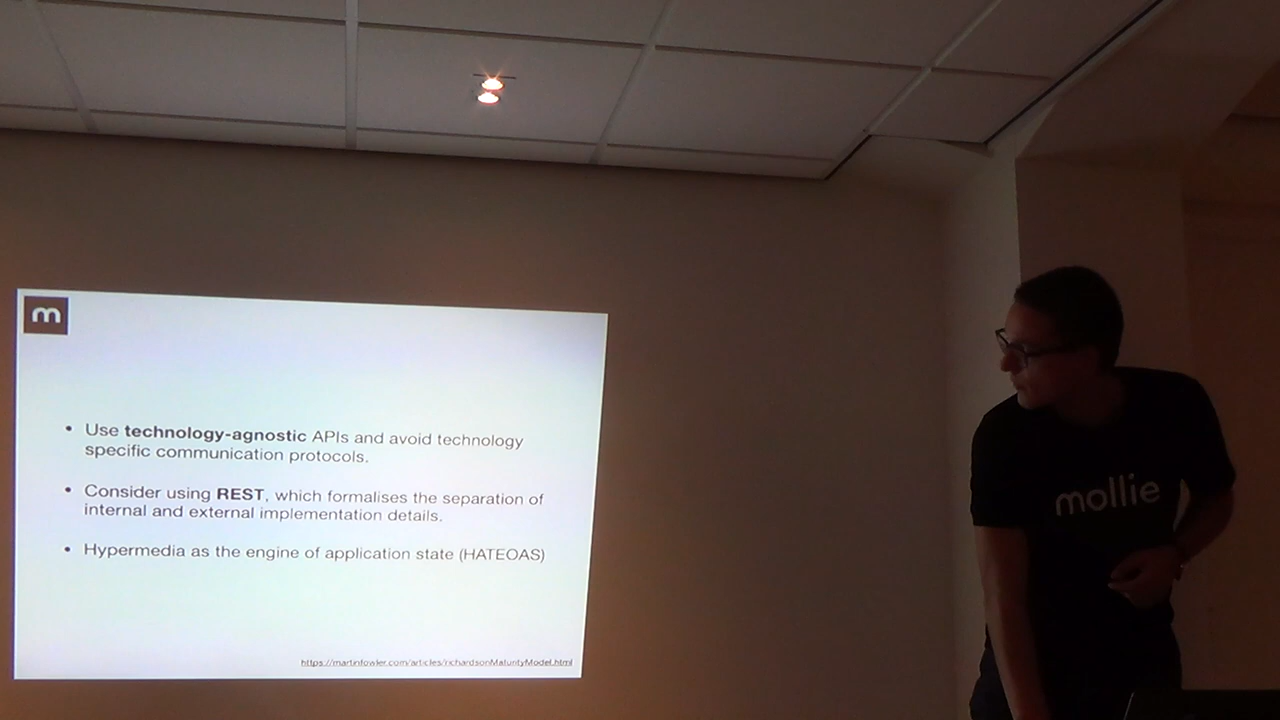 m
• Use technology-agnostic APIs and avoid technology
specific communication protocols.
• Consider using REST, which formalises the separation of
internal and external implementation details.
• Hypermedia as the engine of application state (HATEOAS)
https://martinfowler.com/articles/richardsonMaturityModel.html
mollie